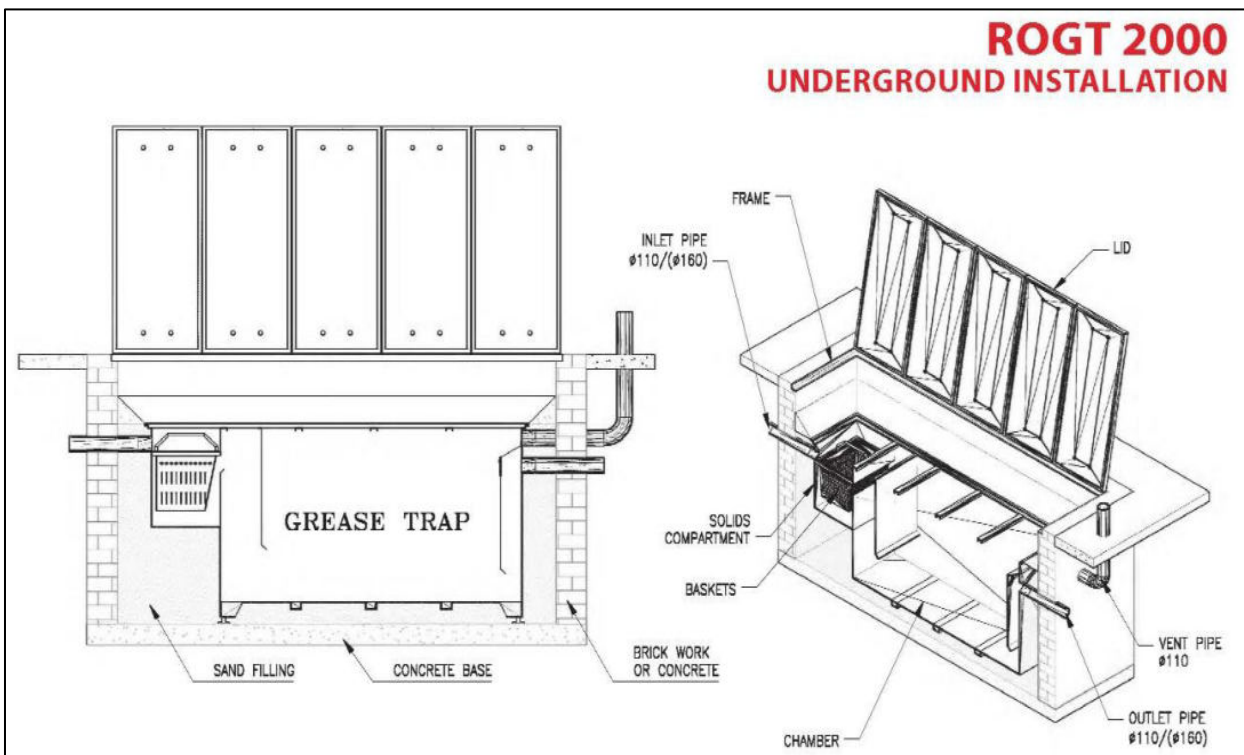 ROGT 2000
UNDERGROUND INSTALLATION
FRAME
INLET PIPE
ø110/(ø160)
LID
GREASE TRAP
SOLIDS
COMPARTMENT
BASKETS
SAND FILLING
CONCRETE BASE
BRICK WORK
OR CONCRETE
VENT PIPE
ø110
CHAMBER
OUTLET PIPE
ø110/(ø160)